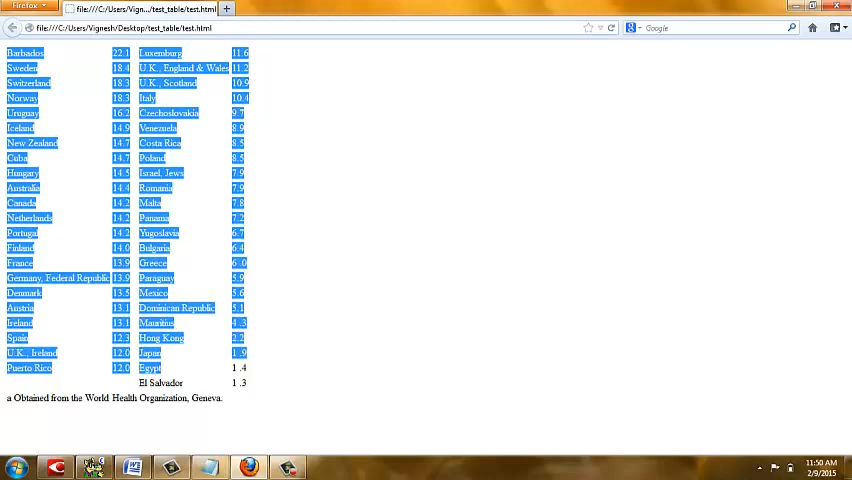 Firefox
file:///C:/Users/Vign.../test_table/test.html
file:///C:/Users/Vignesh/Desktop/test_table/test.html
Google
Barbados 22.1 Luxemburg 11.6
Sweden 18.4 U.K., England & Wales 11.2
Switzerland 18.3 U.K., Scotland 10.9
Norway 18.3 Italy 10.4
Uruguay 16.2 Czechoslovakia 9.7
Iceland 14.9 Venezuela 8.9
New Zealand 14.7 Costa Rica 8.5
Cuba 14.7 Poland 8.5
Hungary 14.5 Israel, Jews 7.9
Australia 14.4 Romania 7.9
Canada 14.2 Malta 7.8
Netherlands 14.2 Panama 7.2
Portugal 14.2 Yugoslavia 6.7
Finland 14.0 Bulgaria 6.4
France 13.9 Greece 6 .0
Germany, Federal Republic 13.9 Paraguay 5.9
Denmark 13.5 Mexico 5.6
Austria 13.1 Dominican Republic 5.1
Ireland 13.1 Mauritius 4 .3
Spain 12.3 Hong Kong 2.2
U.K., Ireland 12.0 Japan 1 .9
Puerto Rico 12.0 Egypt 1 .4
El Salvador 1 .3
a Obtained from the World Health Organization, Geneva.
11:50 AM
2/9/2015